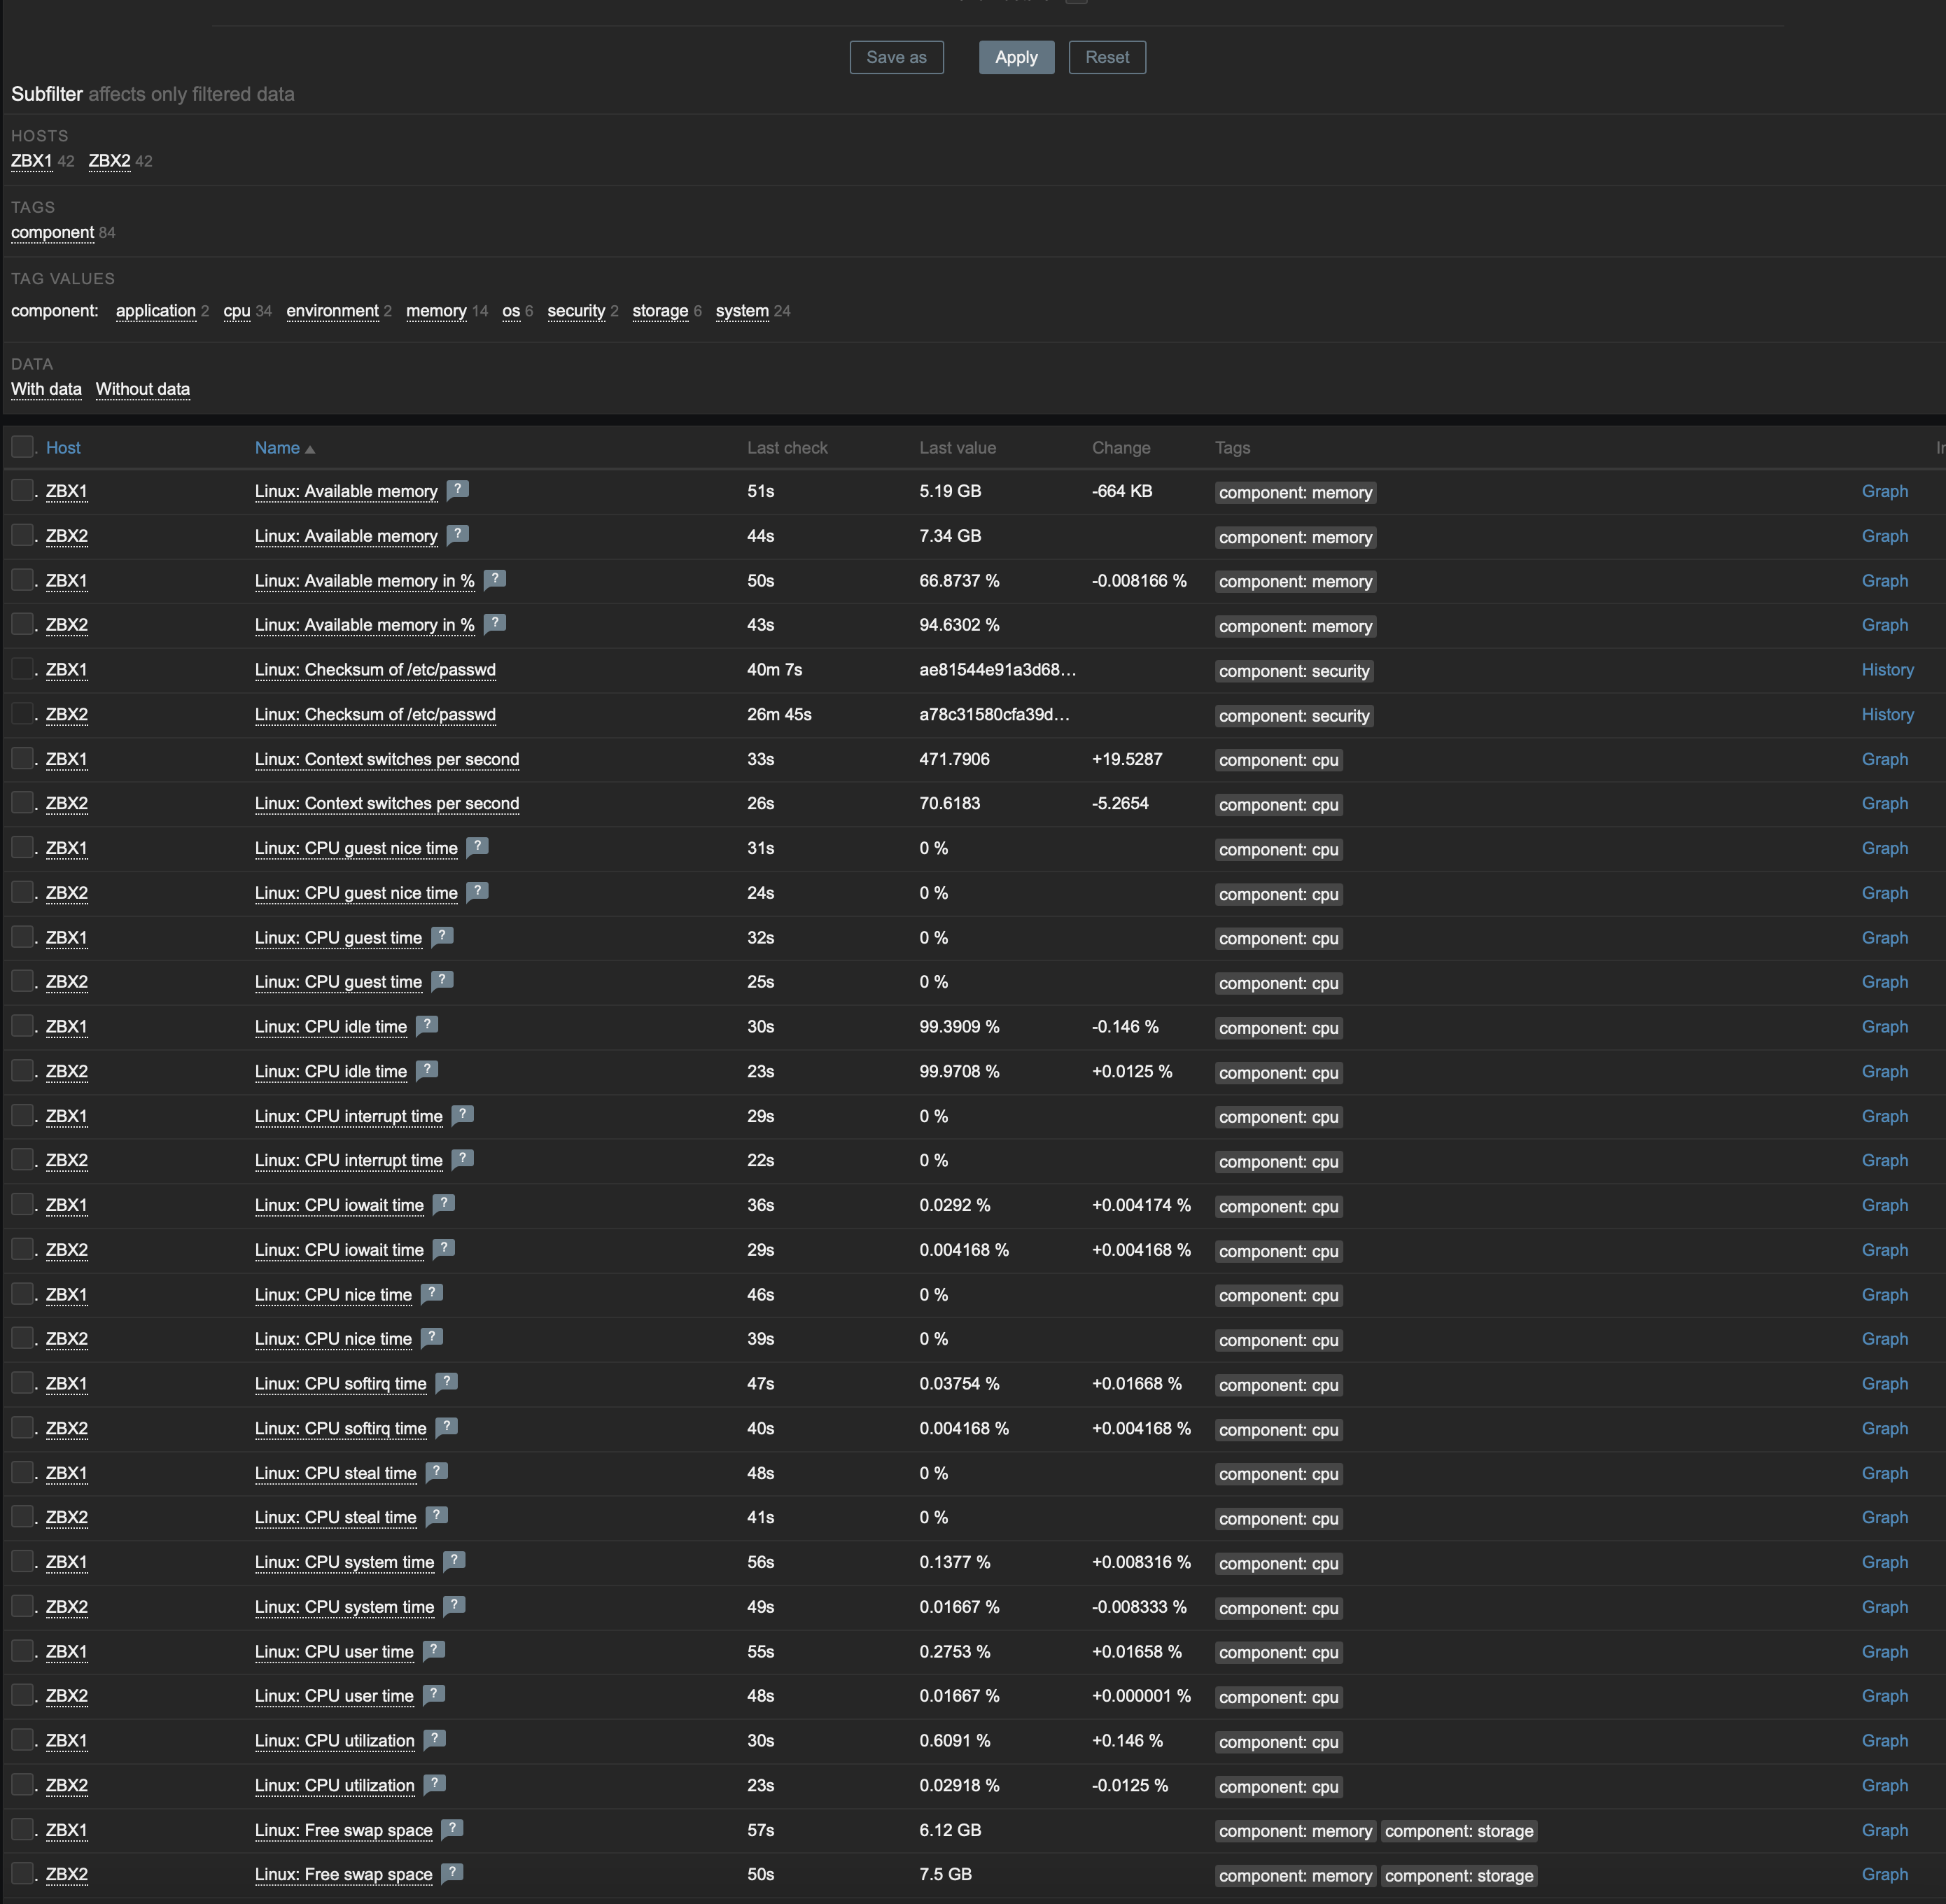 Save as Apply Reset
Subfilter affects only filtered data
HOSTS
ZBX1 42 ZBX2 42
TAGS
component 84
TAG VALUES
component: application 2 cpu 34 environment 2 memory 14 os 6 security 2 storage 6 system 24
DATA
With data Without data
Host Name Last check Last value Change Tags
ZBX1 Linux: Available memory ? 51s 5.19 GB -664 KB component: memory Graph
ZBX2 Linux: Available memory ? 44s 7.34 GB component: memory Graph
ZBX1 Linux: Available memory in % ? 50s 66.8737 % -0.008166 % component: memory Graph
ZBX2 Linux: Available memory in % ? 43s 94.6302 % component: memory Graph
ZBX1 Linux: Checksum of /etc/passwd 40m 7s ae81544e91a3d68... component: security History
ZBX2 Linux: Checksum of /etc/passwd 26m 45s a78c31580cfa39d... component: security History
ZBX1 Linux: Context switches per second 33s 471.7906 +19.5287 component: cpu Graph
ZBX2 Linux: Context switches per second 26s 70.6183 -5.2654 component: cpu Graph
ZBX1 Linux: CPU guest nice time ? 31s 0 % component: cpu Graph
ZBX2 Linux: CPU guest nice time ? 24s 0 % component: cpu Graph
ZBX1 Linux: CPU guest time ? 32s 0 % component: cpu Graph
ZBX2 Linux: CPU guest time ? 25s 0 % component: cpu Graph
ZBX1 Linux: CPU idle time ? 30s 99.3909 % -0.146 % component: cpu Graph
ZBX2 Linux: CPU idle time ? 23s 99.9708 % +0.0125 % component: cpu Graph
ZBX1 Linux: CPU interrupt time ? 29s 0 % component: cpu Graph
ZBX2 Linux: CPU interrupt time ? 22s 0 % component: cpu Graph
ZBX1 Linux: CPU iowait time ? 36s 0.0292 % +0.004174 % component: cpu Graph
ZBX2 Linux: CPU iowait time ? 29s 0.004168 % +0.004168 % component: cpu Graph
ZBX1 Linux: CPU nice time ? 46s 0 % component: cpu Graph
ZBX2 Linux: CPU nice time ? 39s 0 % component: cpu Graph
ZBX1 Linux: CPU softirq time ? 47s 0.03754 % +0.01668 % component: cpu Graph
ZBX2 Linux: CPU softirq time ? 40s 0.004168 % +0.004168 % component: cpu Graph
ZBX1 Linux: CPU steal time ? 48s 0 % component: cpu Graph
ZBX2 Linux: CPU steal time ? 41s 0 % component: cpu Graph
ZBX1 Linux: CPU system time ? 56s 0.1377 % +0.008316 % component: cpu Graph
ZBX2 Linux: CPU system time ? 49s 0.01667 % -0.008333 % component: cpu Graph
ZBX1 Linux: CPU user time ? 55s 0.2753 % +0.01658 % component: cpu Graph
ZBX2 Linux: CPU user time ? 48s 0.01667 % +0.000001 % component: cpu Graph
ZBX1 Linux: CPU utilization ? 30s 0.6091 % +0.146 % component: cpu Graph
ZBX2 Linux: CPU utilization ? 23s 0.02918 % -0.0125 % component: cpu Graph
ZBX1 Linux: Free swap space ? 57s 6.12 GB component: memory component: storage Graph
ZBX2 Linux: Free swap space ? 50s 7.5 GB component: memory component: storage Graph